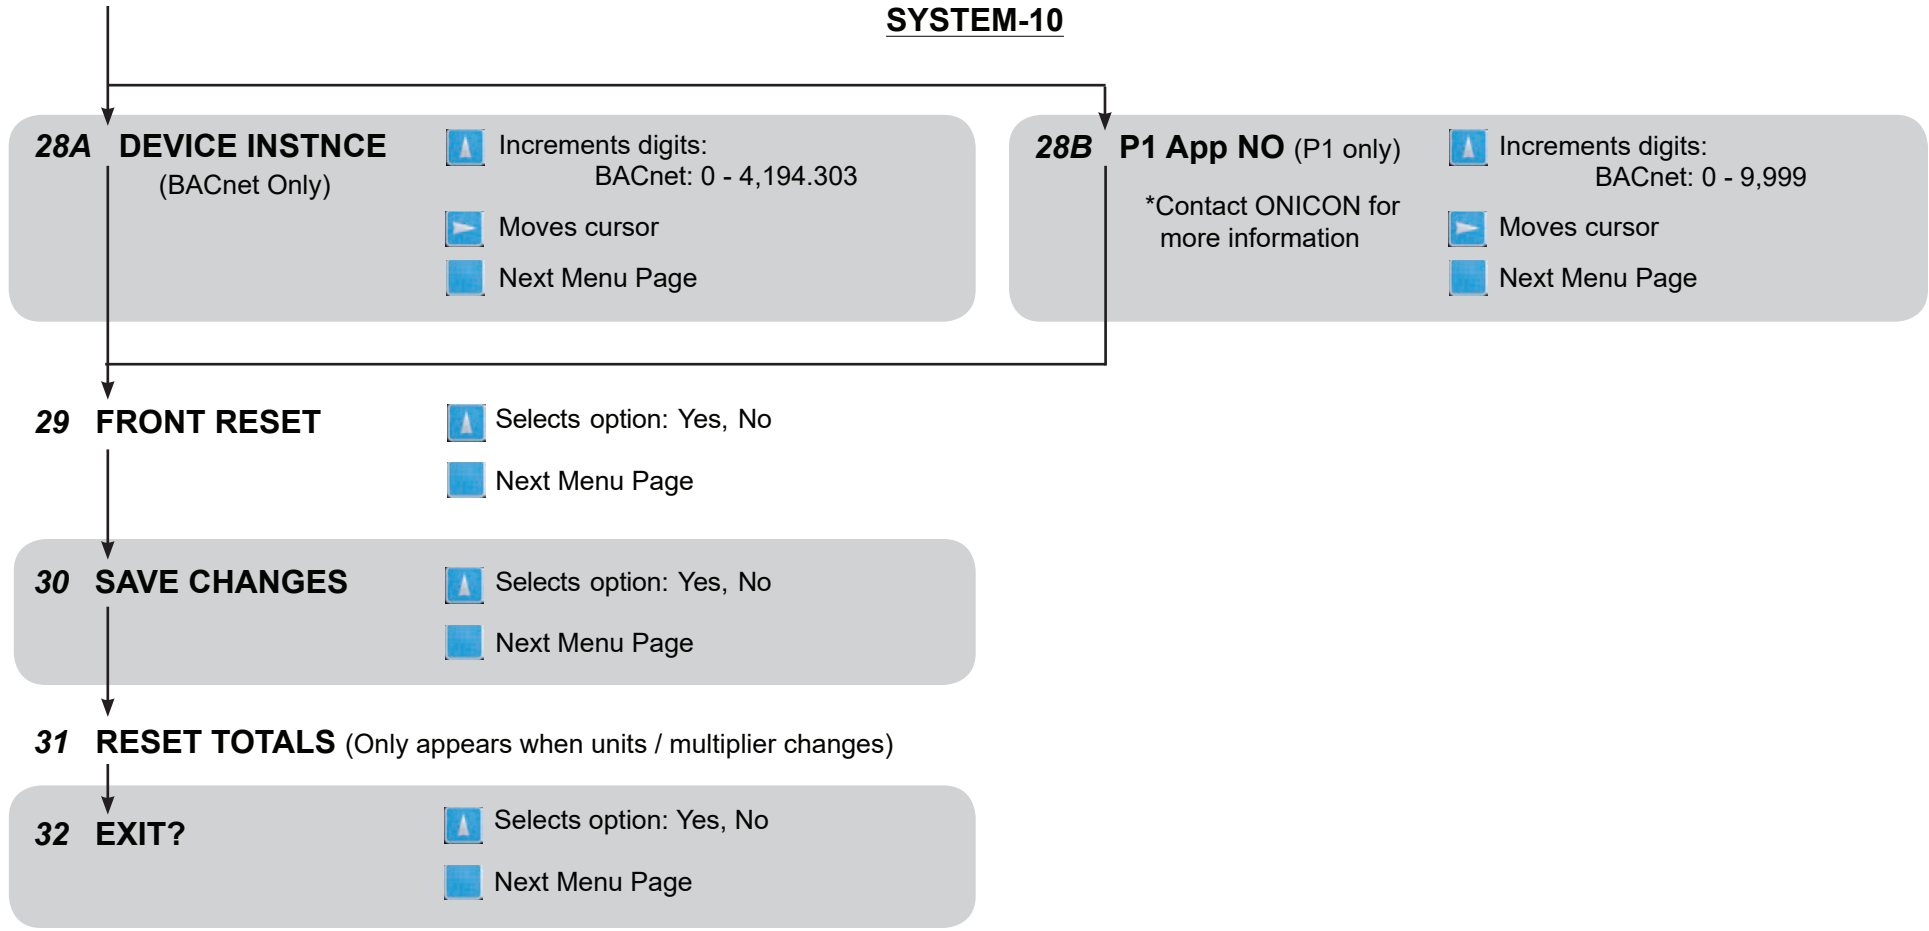 SYSTEM-10
28A DEVICE INSTNCE
(BACnet Only)
Increments digits:
BACnet: 0 - 4,194.303
Moves cursor
Next Menu Page
28B P1 App NO (P1 only)
*Contact ONICON for
more information
Increments digits:
BACnet: 0 - 9,999
Moves cursor
Next Menu Page
29 FRONT RESET
Selects option: Yes, No
Next Menu Page
30 SAVE CHANGES
Selects option: Yes, No
Next Menu Page
31 RESET TOTALS (Only appears when units / multiplier changes)
32 EXIT?
Selects option: Yes, No
Next Menu Page